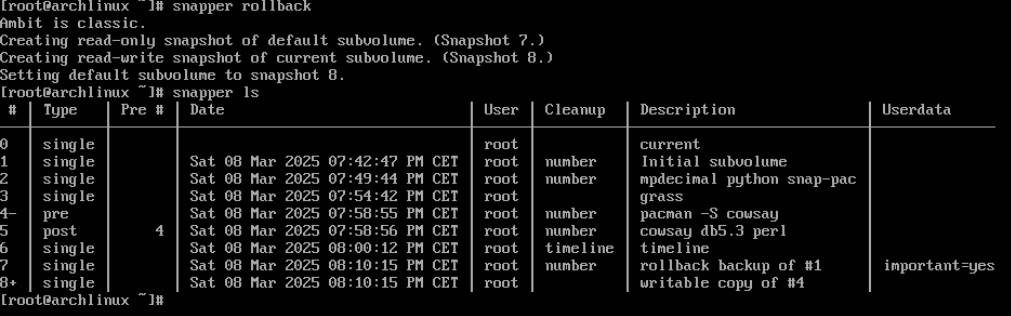 [root@archlinux ~]# snapper rollback
Ambit is classic.
Creating read-only snapshot of default subvolume. (Snapshot 7.)
Creating read-write snapshot of current subvolume. (Snapshot 8.)
Setting default subvolume to snapshot 8.
[root@archlinux ~]# snapper ls
# │ Type │ Pre # │ Date │ User │ Cleanup │ Description │ Userdata
0 │ single │ │ │ root │ │ current │
1 │ single │ │ Sat 08 Mar 2025 07:42:47 PM CET │ root │ number │ Initial subvolume │
2 │ single │ │ Sat 08 Mar 2025 07:49:44 PM CET │ root │ number │ mpdecimal python snap-pac │
3 │ single │ │ Sat 08 Mar 2025 07:54:42 PM CET │ root │ │ grass │
4- │ pre │ │ Sat 08 Mar 2025 07:58:55 PM CET │ root │ number │ pacman -S cowsay │
5 │ post │ 4 │ Sat 08 Mar 2025 07:58:56 PM CET │ root │ number │ cowsay db5.3 perl │
6 │ single │ │ Sat 08 Mar 2025 08:00:12 PM CET │ root │ timeline │ timeline │
7 │ single │ │ Sat 08 Mar 2025 08:10:15 PM CET │ root │ number │ rollback backup of #1 │ important=yes
8+ │ single │ │ Sat 08 Mar 2025 08:10:15 PM CET │ root │ │ writable copy of #4 │
[root@archlinux ~]#